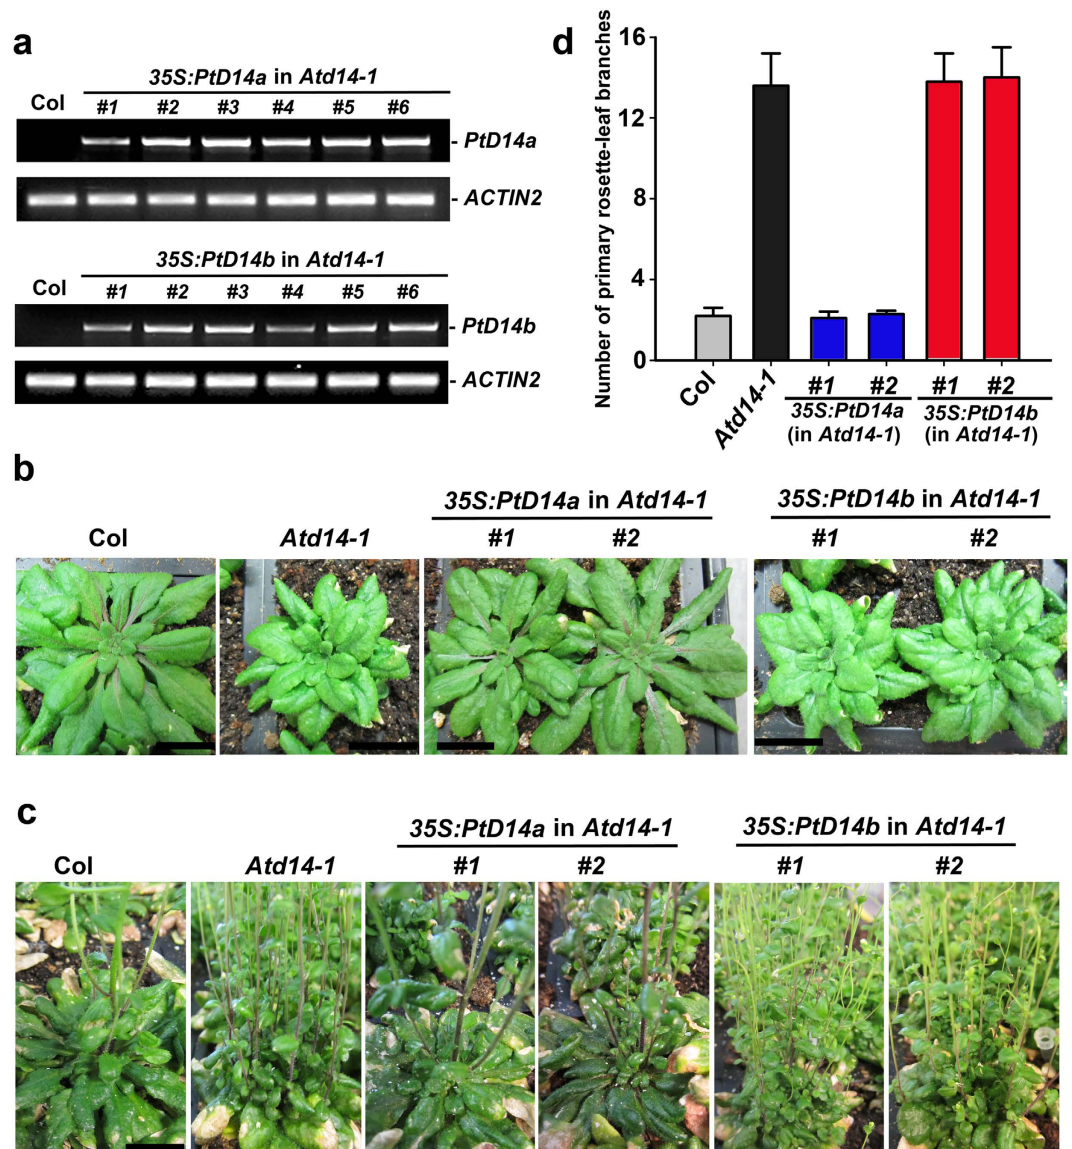 a
35S:PtD14a in Atd14-1
Col #1 #2 #3 #4 #5 #6
- PtD14a
- ACTIN2
35S:PtD14b in Atd14-1
Col #1 #2 #3 #4 #5 #6
- PtD14b
- ACTIN2
d
Number of primary rosette-leaf branches
16
12
8
4
0
Col
Atd14-1
#1 #2 #1 #2
35S:PtD14a 35S:PtD14b
(in Atd14-1) (in Atd14-1)
b
35S:PtD14a in Atd14-1 35S:PtD14b in Atd14-1
Col Atd14-1 #1 #2 #1 #2
c
35S:PtD14a in Atd14-1 35S:PtD14b in Atd14-1
Col Atd14-1 #1 #2 #1 #2